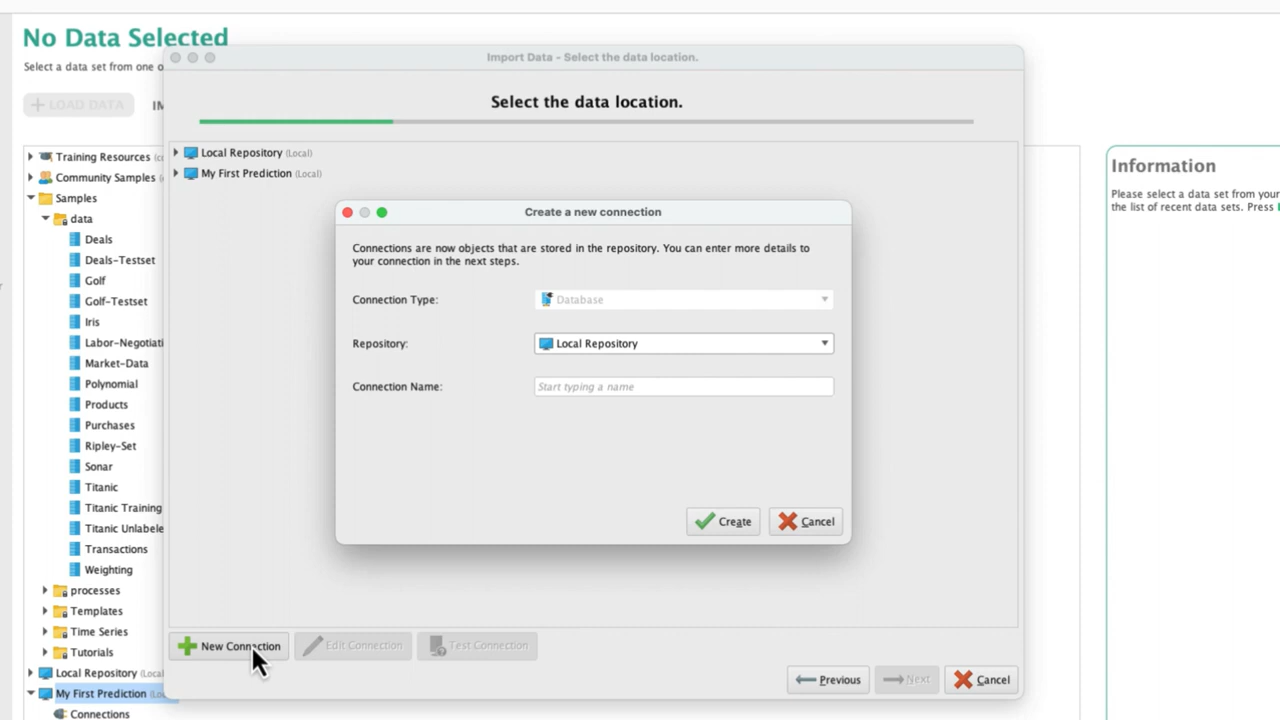 No Data Selected
Select a data set from one o
LOAD DATA
IM
Import Data - Select the data location.
Select the data location.
Local Repository (Local)
My First Prediction (Local)
Training Resources (c
Community Samples (
Samples
data
Deals
Deals-Testset
Golf
Golf-Testset
Iris
Labor-Negotiati
Market-Data
Polynomial
Products
Purchases
Ripley-Set
Sonar
Titanic
Titanic Training
Titanic Unlabele
Transactions
Weighting
processes
Templates
Time Series
Tutorials
Local Repository (Local
My First Prediction (Lo
Connections
Create a new connection
Connections are now objects that are stored in the repository. You can enter more details to
your connection in the next steps.
Connection Type:
Database
Repository:
Local Repository
Connection Name:
Start typing a name
Create
Cancel
New Connection
Edit Connection
Test Connection
Previous
Next
Cancel
Information
Please select a data set from your
the list of recent data sets. Press